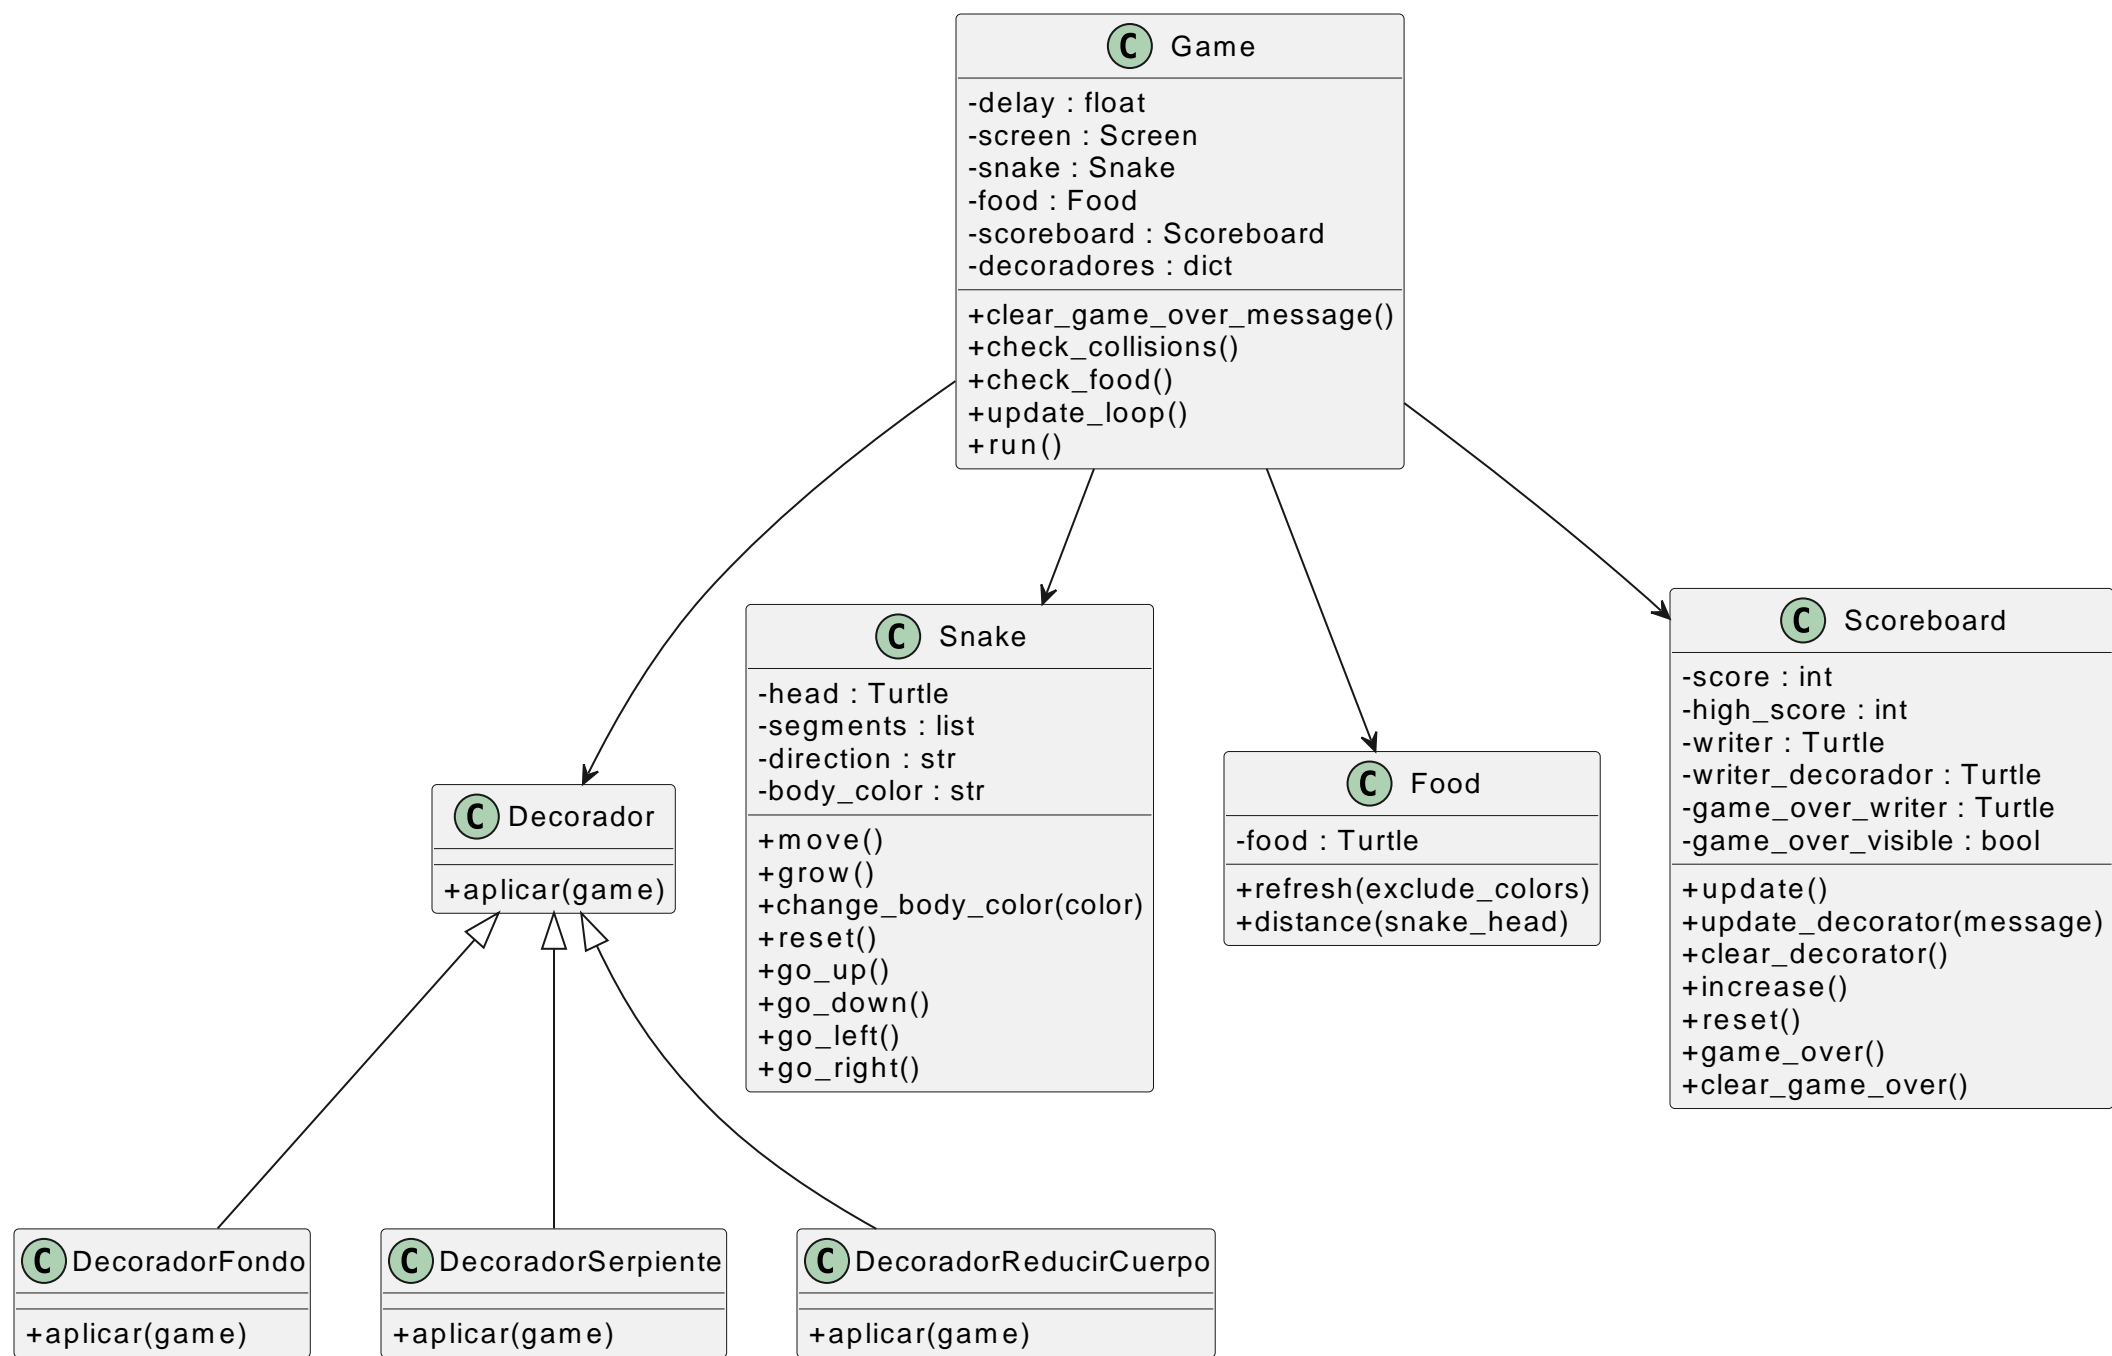 C Game
-delay : float
-screen : Screen
-snake : Snake
-food : Food
-scoreboard : Scoreboard
-decoradores : dict
+clear_game_over_message()
+check_collisions()
+check_food()
+update_loop()
+run()
C Decorador
+aplicar(game)
C Snake
-head : Turtle
-segments : list
-direction : str
-body_color : str
+move()
+grow()
+change_body_color(color)
+reset()
+go_up()
+go_down()
+go_left()
+go_right()
C Food
-food : Turtle
+refresh(exclude_colors)
+distance(snake_head)
C Scoreboard
-score : int
-high_score : int
-writer : Turtle
-writer_decorador : Turtle
-game_over_writer : Turtle
-game_over_visible : bool
+update()
+update_decorator(message)
+clear_decorator()
+increase()
+reset()
+game_over()
+clear_game_over()
C DecoradorFondo
+aplicar(game)
C DecoradorSerpiente
+aplicar(game)
C DecoradorReducirCuerpo
+aplicar(game)